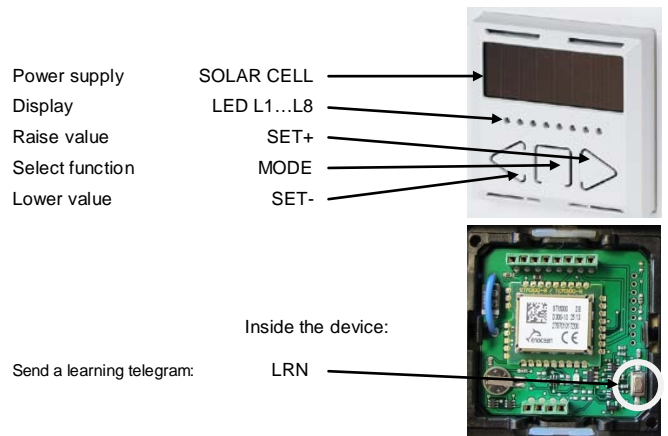 Power supply SOLAR CELL
Display LED L1…L8
Raise value SET+
Select function MODE
Lower value SET-
Inside the device:
Send a learning telegram: LRN
enocean